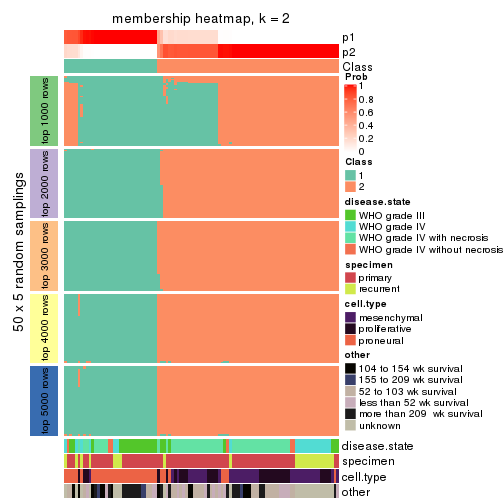 membership heatmap, k = 2
p1
p2
Class
50 x 5 random samplings
top 1000 rows
top 2000 rows
top 3000 rows
top 4000 rows
top 5000 rows
disease.state
specimen
cell.type
other
Prob
1
0.8
0.6
0.4
0.2
0
Class
1
2
disease.state
WHO grade III
WHO grade IV
WHO grade IV with necrosis
WHO grade IV without necrosis
specimen
primary
recurrent
cell.type
mesenchymal
proliferative
proneural
other
104 to 154 wk survival
155 to 209 wk survival
52 to 103 wk survival
less than 52 wk survival
more than 209  wk survival
unknown